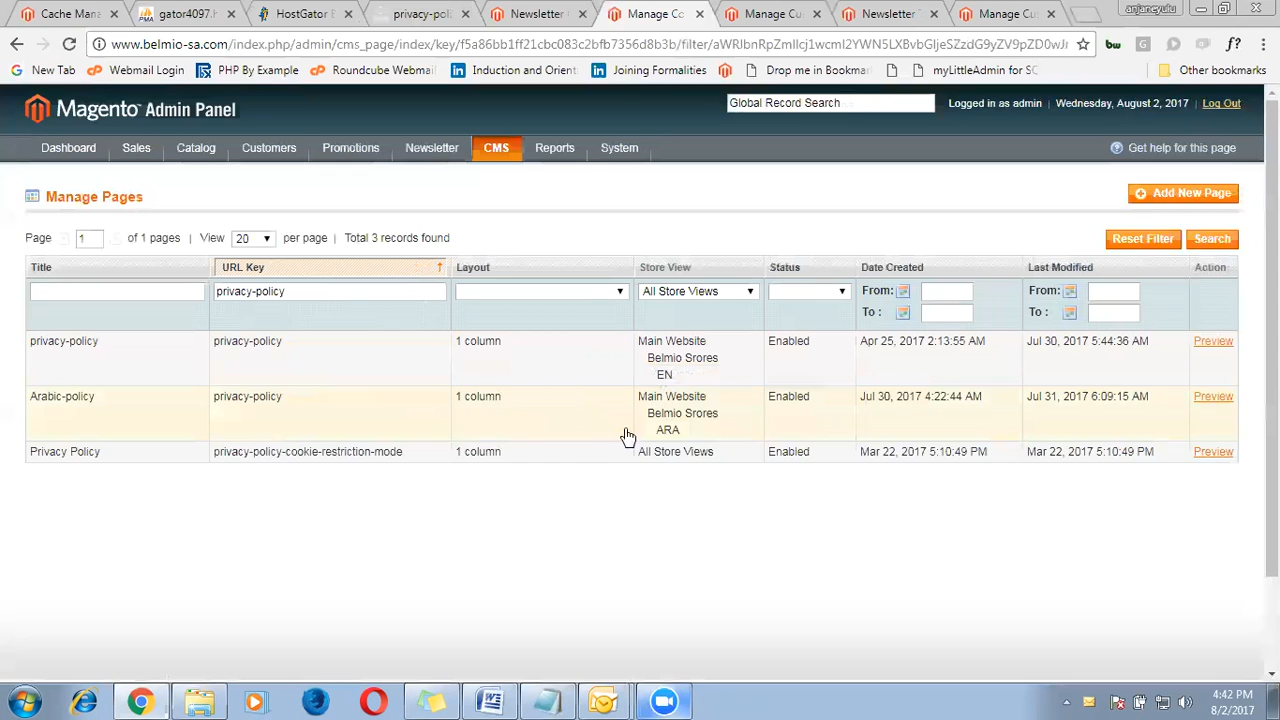 Cache Man
gator4097.
HostGator
privacy-pol
Newsletter
Manage Co
Manage Cu
Newsletter
Manage Cu
anjaneyulu
www.belmio-sa.com/index.php/admin/cms_page/index/key/
New Tab
Webmail Login
PHP By Example
Roundcube Webmai
Induction and Orient
Joining Formalities
Drop me in Bookmar
myLittleAdmin for SQ
Other bookmarks
Magento Admin Panel
Global Record Search
Logged in as admin | Wednesday, August 2, 2017 | Log Out
Dashboard Sales Catalog Customers Promotions Newsletter CMS Reports System
Get help for this page
Manage Pages
Add New Page
Page 1 of 1 pages | View 20 per page | Total 3 records found
Reset Filter Search
Title URL Key Layout Store View Status Date Created Last Modified Action
privacy-policy All Store Views From: From:
To : To :
privacy-policy privacy-policy 1 column Main Website Enabled Apr 25, 2017 2:13:55 AM Jul 30, 2017 5:44:36 AM Preview
Belmio Srores
EN
Arabic-policy privacy-policy 1 column Main Website Enabled Jul 30, 2017 4:22:44 AM Jul 31, 2017 6:09:15 AM Preview
Belmio Srores
ARA
Privacy Policy privacy-policy-cookie-restriction-mode 1 column All Store Views Enabled Mar 22, 2017 5:10:49 PM Mar 22, 2017 5:10:49 PM Preview
4:42 PM
8/2/2017